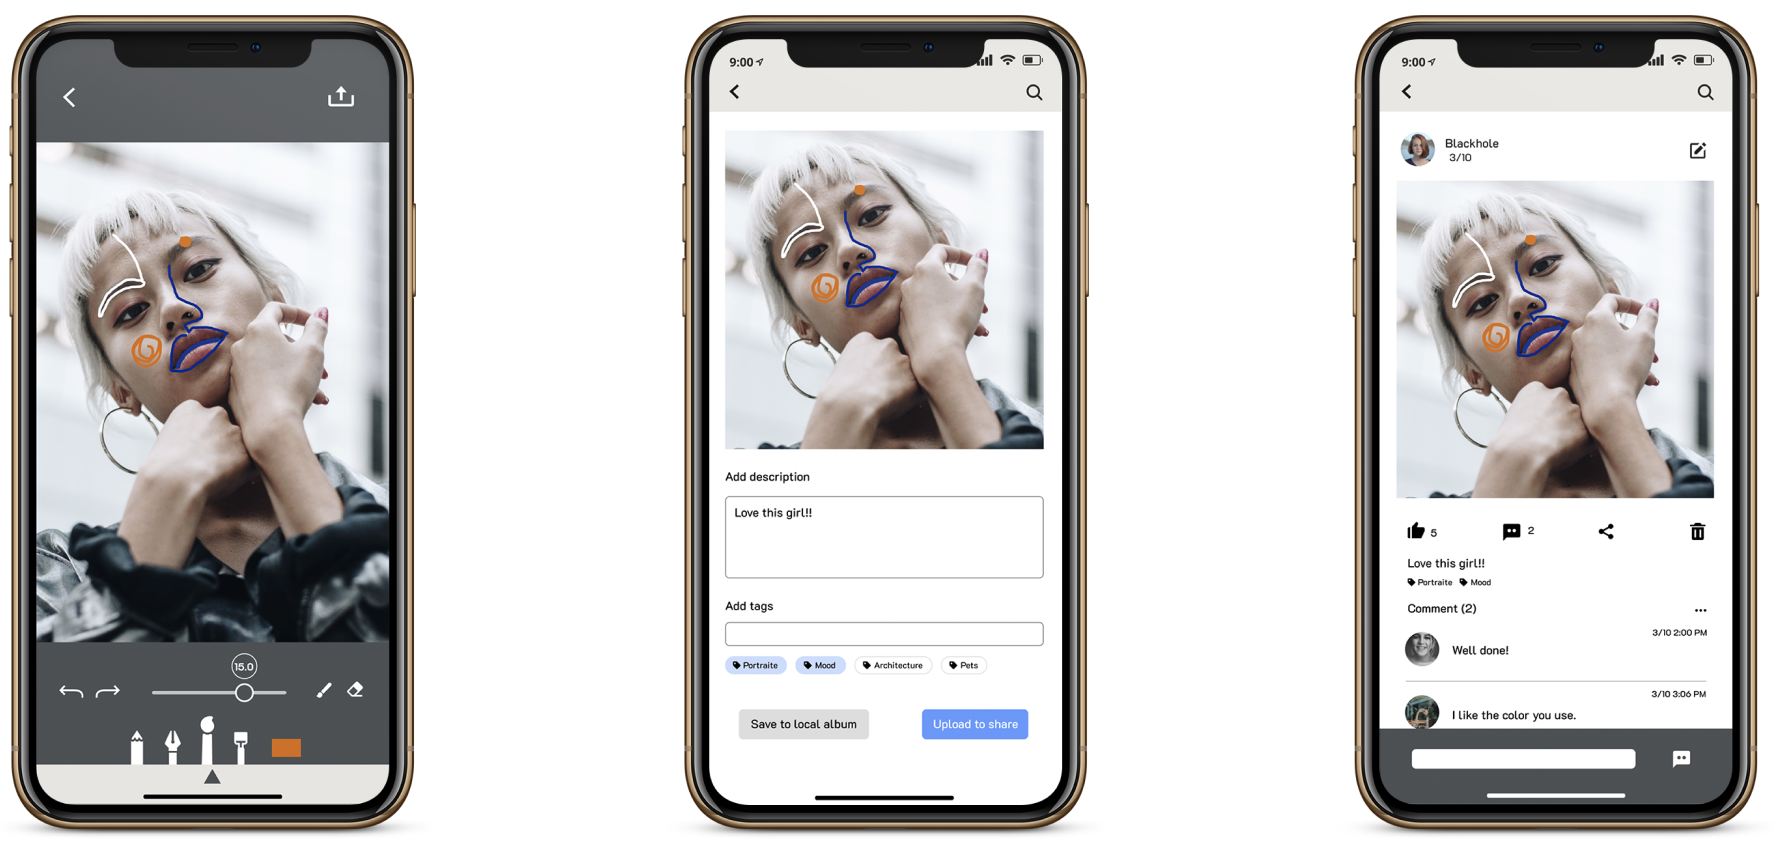 15.0
9:00
Add description
Love this girl!!
Add tags
Portraite Mood Architecture Pets
Save to local album Upload to share
9:00
Blackhole
3/10
5 2
Love this girl!!
Portraite Mood
Comment (2)
3/10 2:00 PM
Well done!
3/10 3:06 PM
I like the color you use.